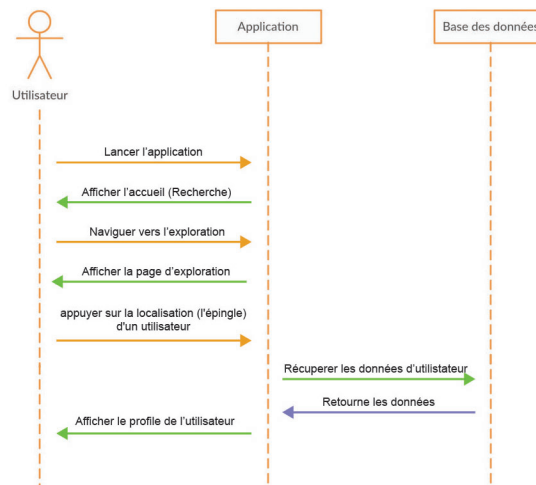 Application
Base des données
Utilisateur
Lancer l'application
Afficher l'accueil (Recherche)
Naviguer vers l'exploration
Afficher la page d'exploration
appuyer sur la localisation (l'épingle)
d'un utilisateur
Récuperer les données d'utilistateur
Retourne les données
Afficher le profile de l'utilisateur